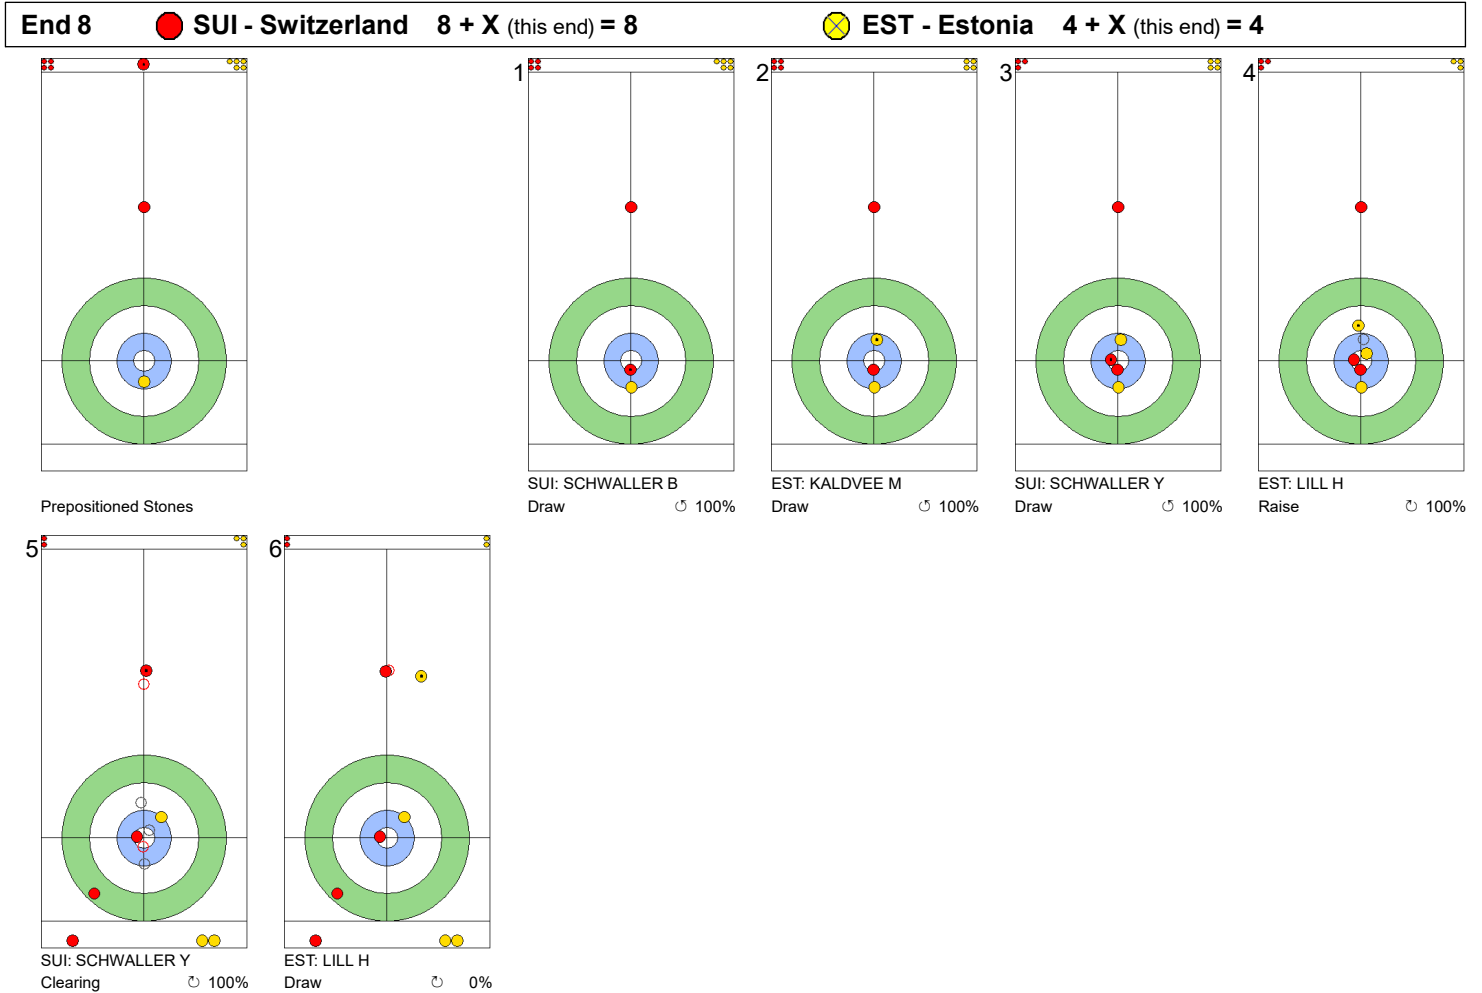 End 8 SUI - Switzerland 8 + X (this end) = 8 EST - Estonia 4 + X (this end) = 4
1 2 3 4
SUI: SCHWALLER B EST: KALDVEE M SUI: SCHWALLER Y EST: LILL H
Prepositioned Stones Draw ↺ 100% Draw ↺ 100% Draw ↺ 100% Raise ↺ 100%
5 6
SUI: SCHWALLER Y EST: LILL H
Clearing ↻ 100% Draw ↻ 0%